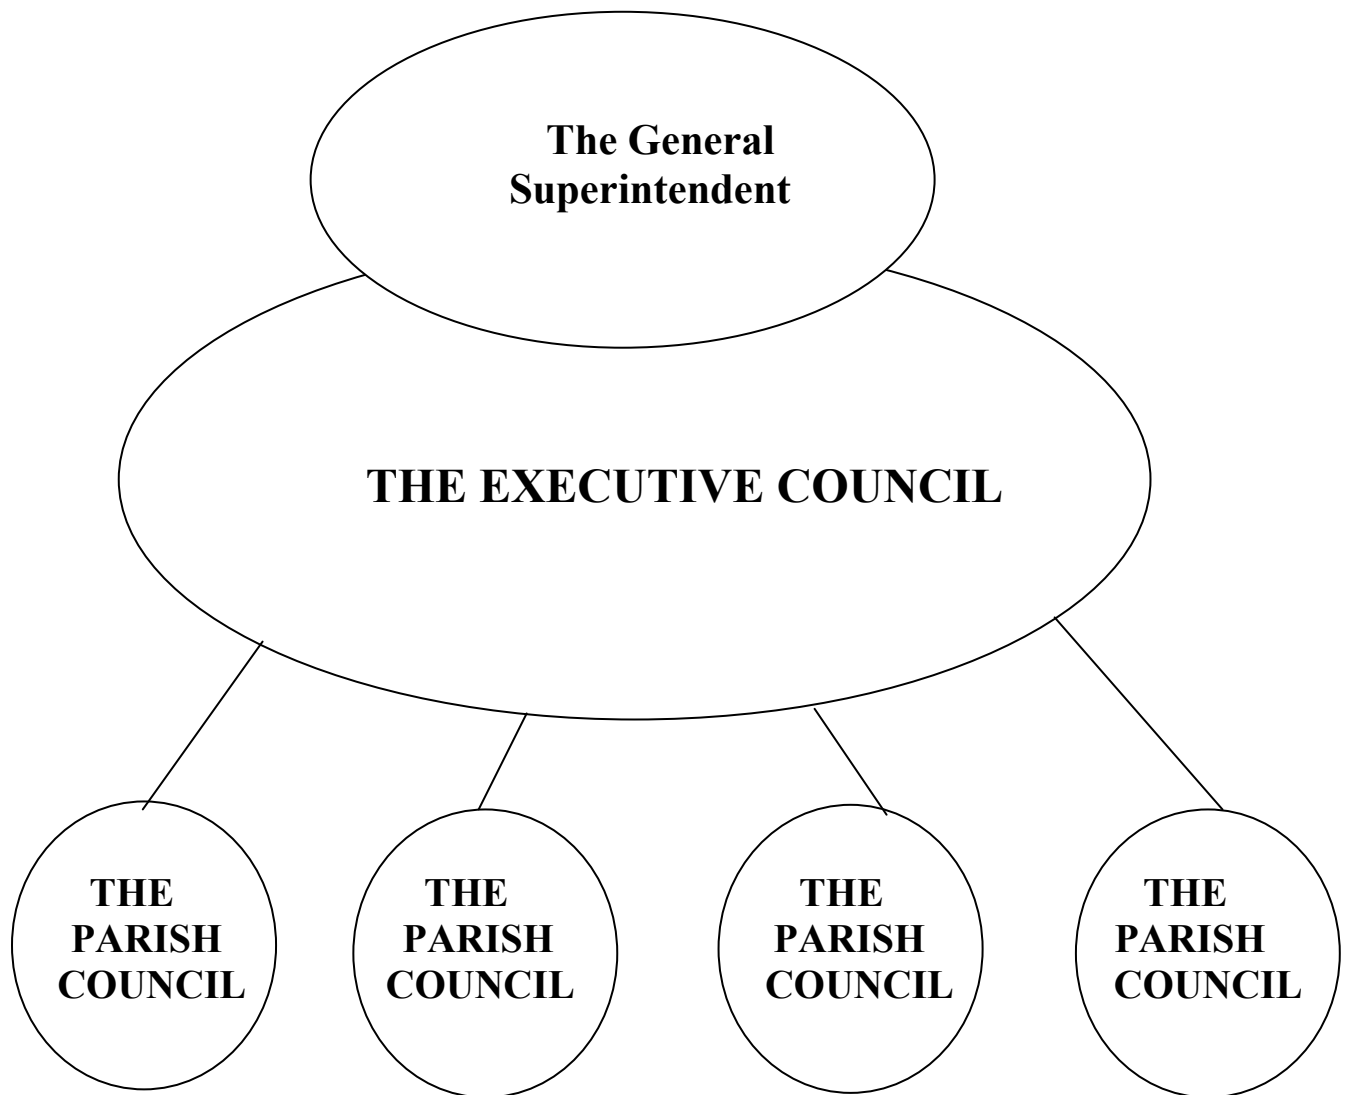 The General
Superintendent
THE EXECUTIVE COUNCIL
THE
PARISH
COUNCIL
THE
PARISH
COUNCIL
THE
PARISH
COUNCIL
THE
PARISH
COUNCIL